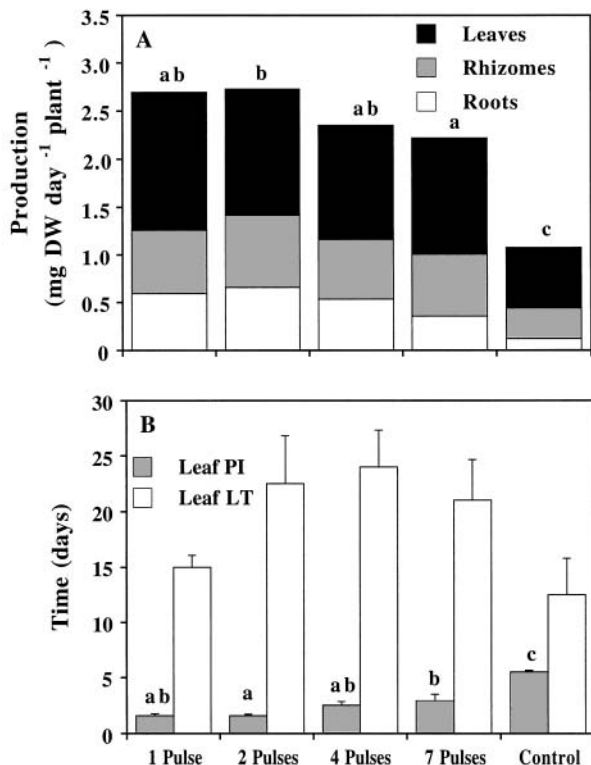 A
Leaves
Rhizomes
Roots
Production
(mg DW day -1 plant -1)
3.5
3.0
2.5
2.0
1.5
1.0
0.5
0
ab
b
ab
a
c
B
Leaf PI
Leaf LT
Time (days)
30
25
20
15
10
5
0
ab
a
ab
b
c
1 Pulse 2 Pulses 4 Pulses 7 Pulses Control